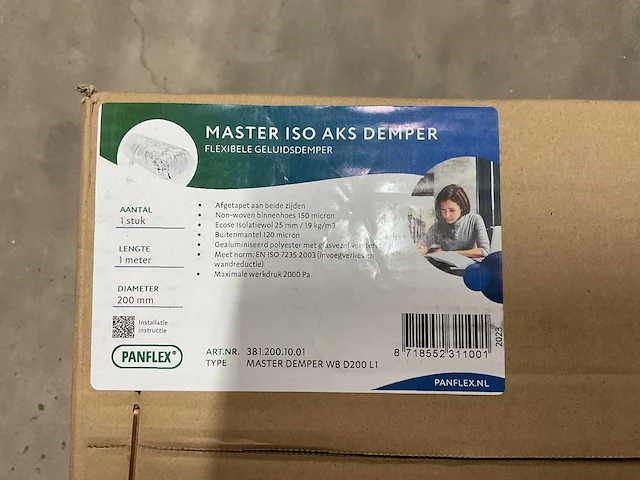 MASTER ISO AKS DEMPER
FLEXIBELE GELUIDSDEMPER
AANTAL
1 stuk
LENGTE
1 meter
DIAMETER
200 mm
• Afgetapet aan beide zijden
• Non-woven binnenhoes 150 micron
• Ecose Isolatiewol 25 mm / 19 kg/m3
• Buitenmantel 120 micron
• Gealuminiseerd polyester met glasvezel
• Meet norm: EN ISO 7235:2003 (invoegverlies en
wandreductie)
• Maximale werkdruk 2000 Pa
Installatie
instructie
PANFLEX®
ART.NR. 381.200.10.01
TYPE MASTER DEMPER WB D200 L1
8 718552 311001
2023
PANFLEX.NL